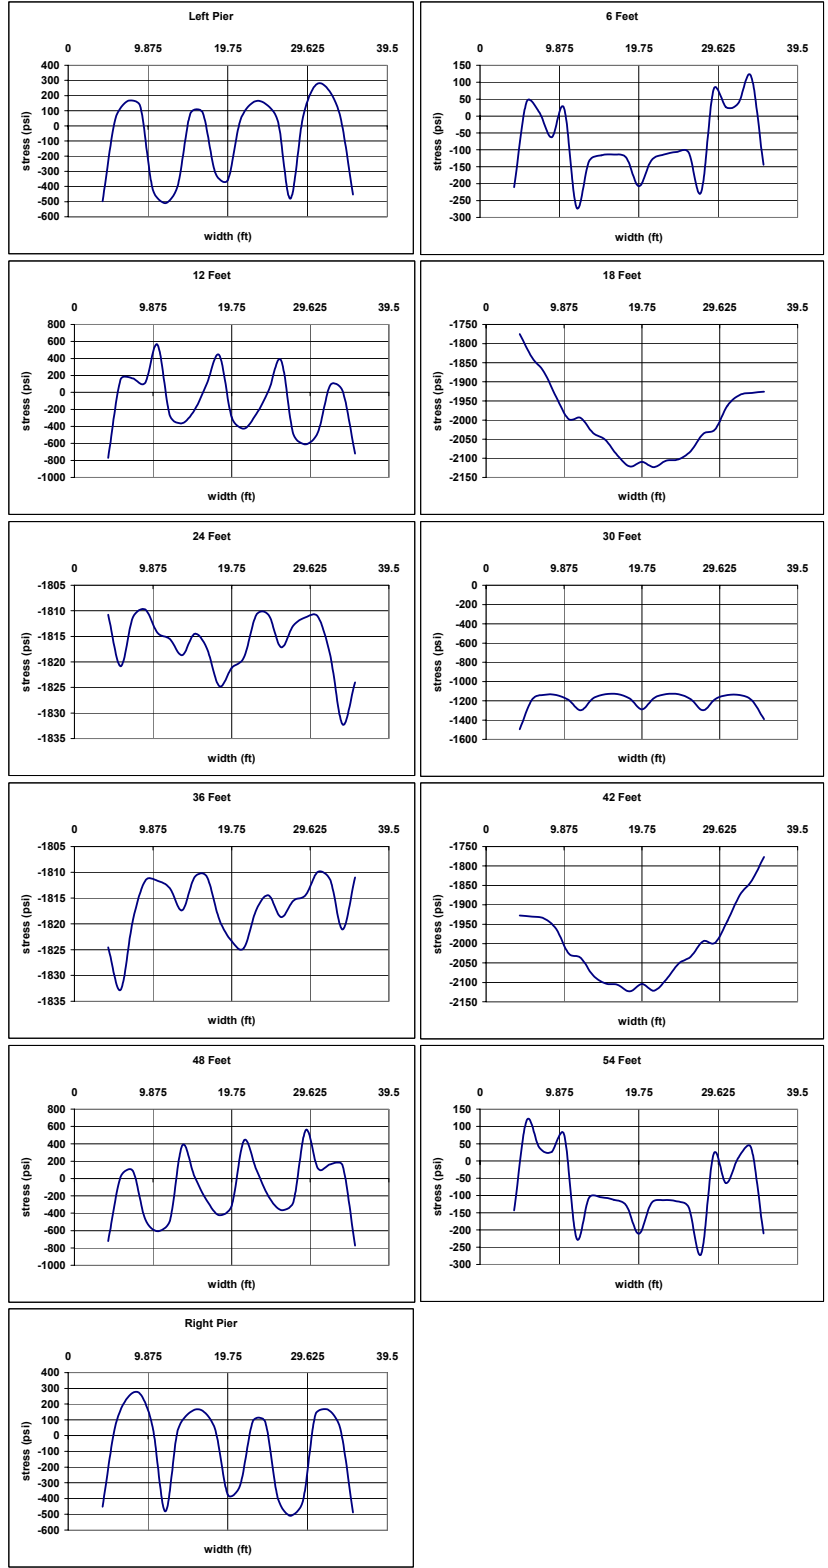 Left Pier
0 9.875 19.75 29.625 39.5
400
300
200
100
0
-100
-200
-300
-400
-500
-600
stress (psi)
width (ft)
6 Feet
0 9.875 19.75 29.625 39.5
150
100
50
0
-50
-100
-150
-200
-250
-300
stress (psi)
width (ft)
12 Feet
0 9.875 19.75 29.625 39.5
800
600
400
200
0
-200
-400
-600
-800
-1000
stress (psi)
width (ft)
18 Feet
0 9.875 19.75 29.625 39.5
-1750
-1800
-1850
-1900
-1950
-2000
-2050
-2100
-2150
stress (psi)
width (ft)
24 Feet
0 9.875 19.75 29.625 39.5
-1805
-1810
-1815
-1820
-1825
-1830
-1835
stress (psi)
width (ft)
30 Feet
0 9.875 19.75 29.625 39.5
0
-200
-400
-600
-800
-1000
-1200
-1400
-1600
stress (psi)
width (ft)
36 Feet
0 9.875 19.75 29.625 39.5
-1805
-1810
-1815
-1820
-1825
-1830
-1835
stress (psi)
width (ft)
42 Feet
0 9.875 19.75 29.625 39.5
-1750
-1800
-1850
-1900
-1950
-2000
-2050
-2100
-2150
stress (psi)
width (ft)
48 Feet
0 9.875 19.75 29.625 39.5
800
600
400
200
0
-200
-400
-600
-800
-1000
stress (psi)
width (ft)
54 Feet
0 9.875 19.75 29.625 39.5
150
100
50
0
-50
-100
-150
-200
-250
-300
stress (psi)
width (ft)
Right Pier
0 9.875 19.75 29.625 39.5
400
300
200
100
0
-100
-200
-300
-400
-500
-600
stress (psi)
width (ft)